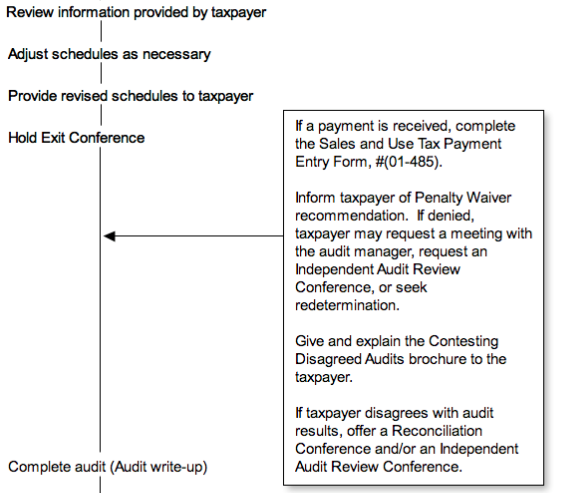 Review information provided by taxpayer
Adjust schedules as necessary
Provide revised schedules to taxpayer
Hold Exit Conference
If a payment is received, complete
the Sales and Use Tax Payment
Entry Form, #(01-485).
Inform taxpayer of Penalty Waiver
recommendation. If denied,
taxpayer may request a meeting with
the audit manager, request an
Independent Audit Review
Conference, or seek
redetermination.
Give and explain the Contesting
Disagreed Audits brochure to the
taxpayer.
If taxpayer disagrees with audit
results, offer a Reconciliation
Conference and/or an Independent
Audit Review Conference.
Complete audit (Audit write-up)